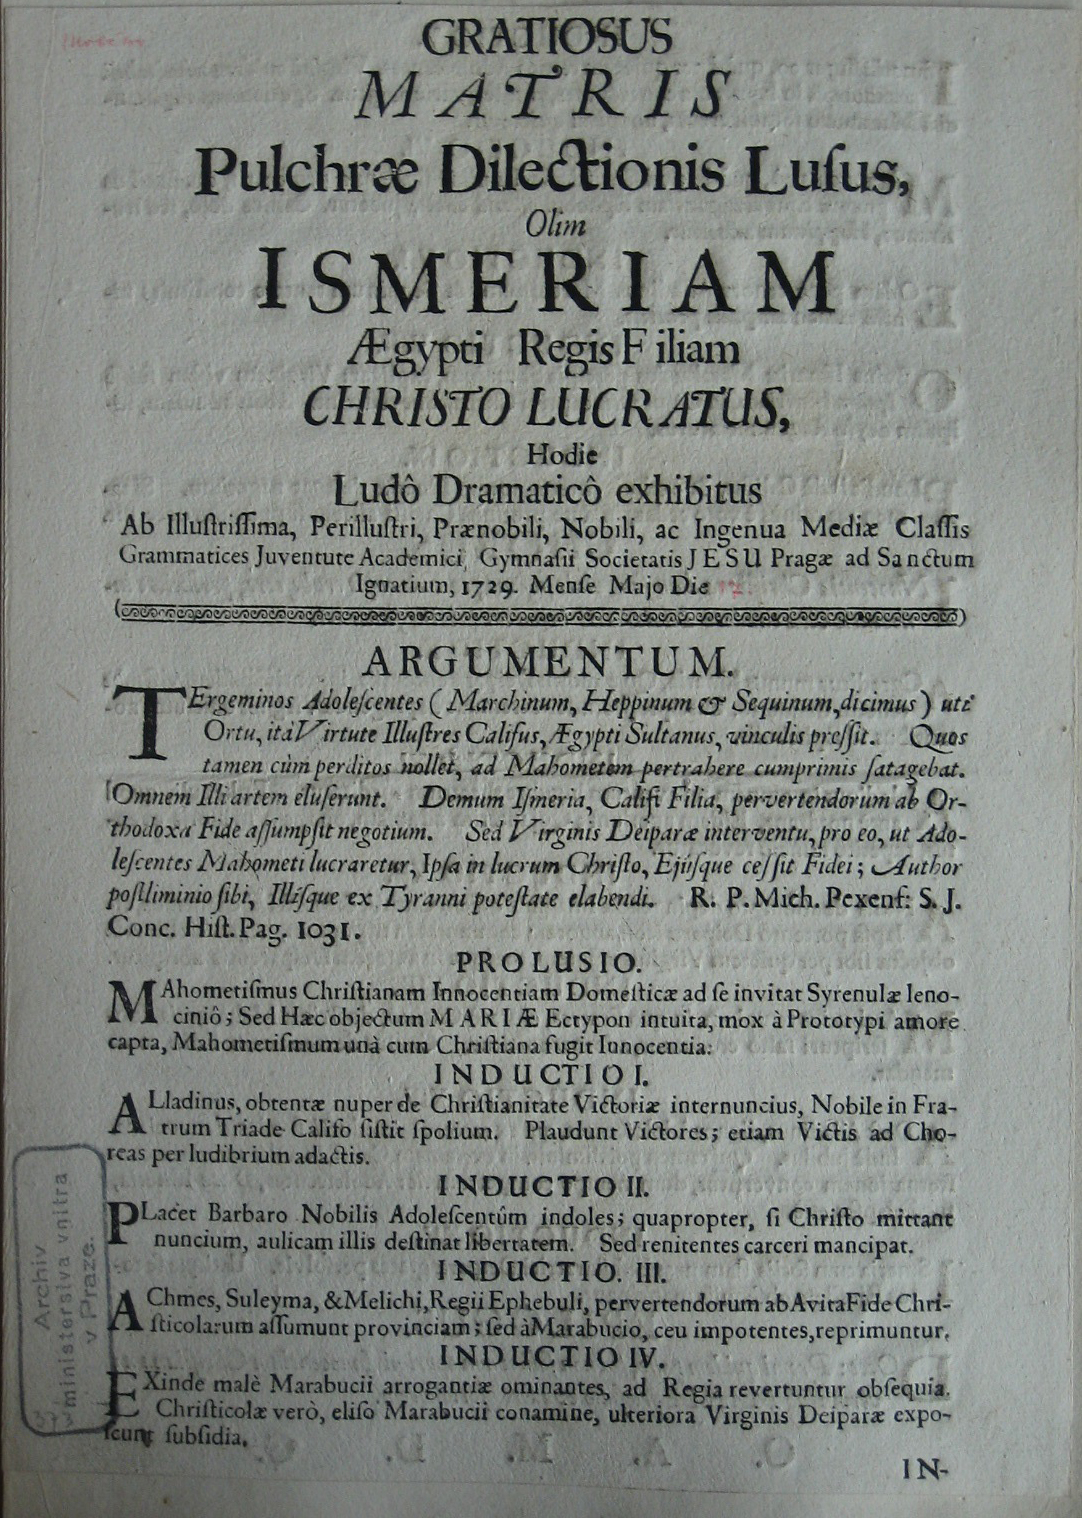 GRATIOSUS
MATRIS
Pulchræ Dilectionis Luſus,
Olim
ISMERIAM
Ægypti Regis Filiam
CHRISTO LUCRATUS,
Hodie
Ludô Dramaticô exhibitus
Ab Illuſtriſſima, Perilluſtri, Prænobili, Nobili, ac Ingenua Mediæ Claſſis
Grammatices Juventute Academici Gymnaſii Societatis JESU Pragæ ad Sanctum
Ignatium, 1729. Menſe Majo Die 12.
ARGUMENTUM.
TErgeminos Adoleſcentes (Marchinum, Heppinum & Sequinum, dicimus) uti
Ortu, ità Virtute Illuſtres Califus, Ægypti Sultanus, vinculis preſſit. Quos
tamen cùm perditos nollet, ad Mahometem pertrahere cumprimis ſatagebat.
Omnem Illi artem eluſerunt. Demum Iſmeria, Califi Filia, pervertendorum ab Or-
thodoxa Fide aſſumpſit negotium. Sed Virginis Deiparæ interventu, pro eo, ut Ado-
leſcentes Mahometi lucraretur, Ipſa in lucrum Chriſto, Ejúſque ceſſit Fidei; Author
poſtliminio ſibi, Illíſque ex Tyranni poteſtate elabendi. R. P. Mich. Pexenf: S. J.
Conc. Hiſt. Pag. 1031.
PROLUSIO.
MAhometiſmus Chriſtianam Innocentiam Domeſticæ ad ſe invitat Syrenulæ leno-
ciniô; Sed Hæc objectum MARIÆ Ectypon intuita, mox à Prototypi amore
capta, Mahometiſmum unà cum Chriſtiana fugit Innocentia.
INDUCTIO I.
ALladinus, obtentæ nuper de Chriſtianitate Victoriæ internuncius, Nobile in Fra-
trum Triade Califo ſiſtit ſpolium. Plaudunt Victores; etiam Victis ad Cho-
reas per ludibrium adactis.
INDUCTIO II.
PLacet Barbaro Nobilis Adoleſcentûm indoles; quapropter, ſi Chriſto mittant
nuncium, aulicam illis deſtinat libertatem. Sed renitentes carceri mancipat.
INDUCTIO. III.
AChmes, Suleyma, & Melichi, Regii Ephebuli, pervertendorum ab Avita Fide Chri-
ſticolarum aſſumunt provinciam; ſed à Marabucio, ceu impotentes, reprimuntur.
INDUCTIO IV.
EXinde malè Marabucii arrogantiæ ominantes, ad Regia revertuntur obſequia.
Chriſticolæ verò, eliſo Marabucii conamine, ulteriora Virginis Deiparæ expo-
ſcunt ſubſidia.
IN-
Archiv
ministersiva vnitra
v Praze.